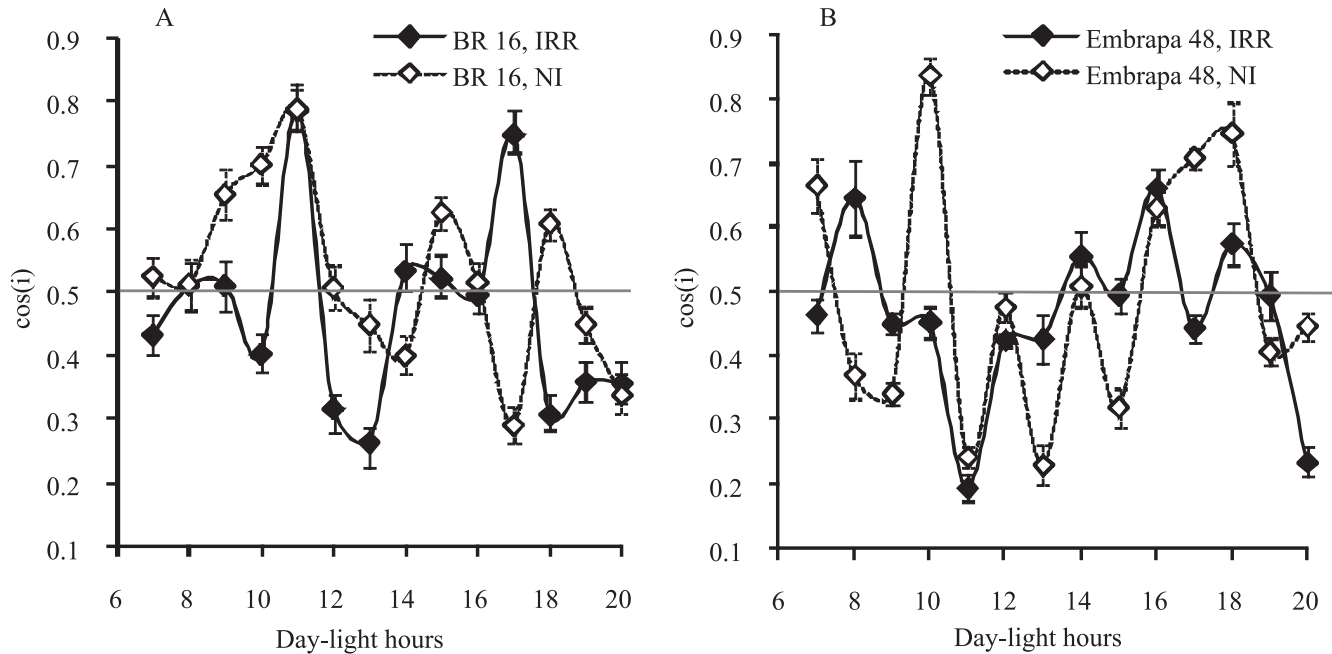 A
BR 16, IRR
BR 16, NI
0.9
0.8
0.7
0.6
0.5
0.4
0.3
0.2
0.1
cos(i)
6 8 10 12 14 16 18 20
Day-light hours
B
Embrapa 48, IRR
Embrapa 48, NI
0.9
0.8
0.7
0.6
0.5
0.4
0.3
0.2
0.1
cos(i)
6 8 10 12 14 16 18 20
Day-light hours